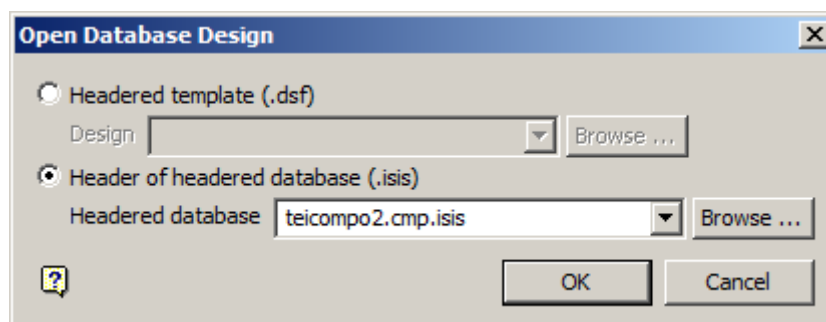 Open Database Design
Headered template (.dsf)
Design Browse ...
Header of headered database (.isis)
Headered database teicompo2.cmp.isis Browse ...
? OK Cancel